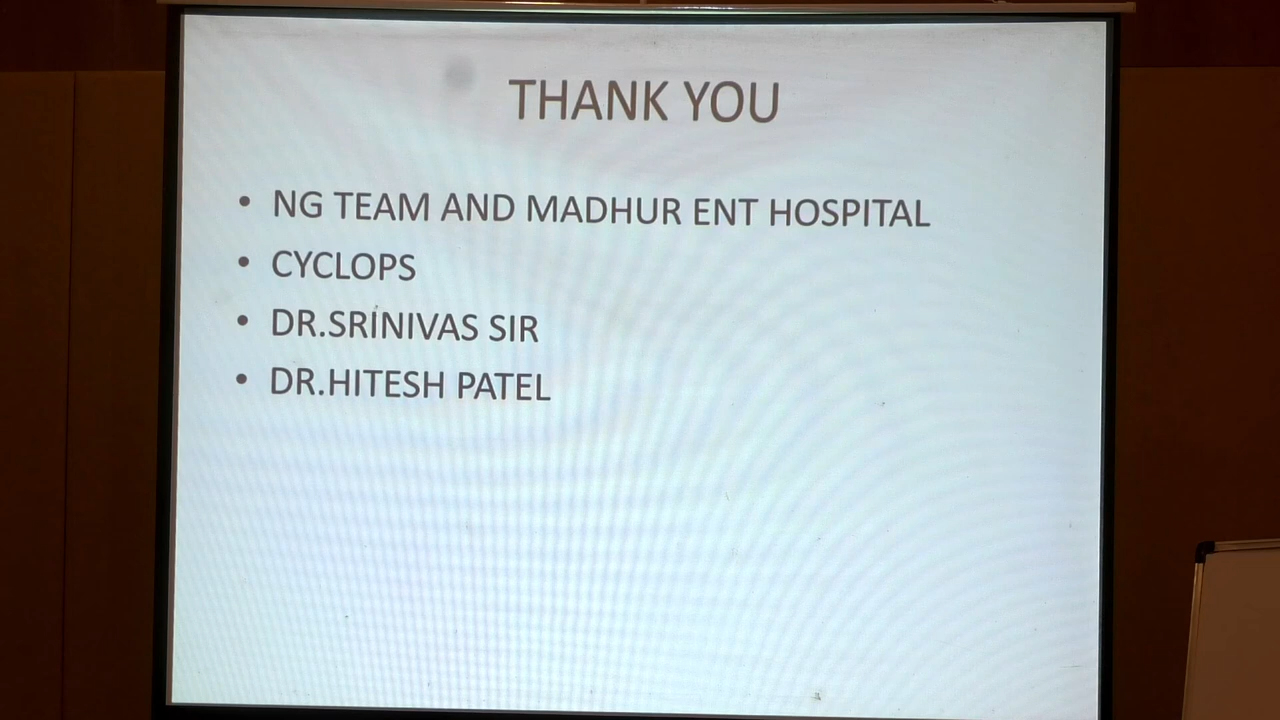 THANK YOU
• NG TEAM AND MADHUR ENT HOSPITAL
• CYCLOPS
• DR.SRINIVAS SIR
• DR.HITESH PATEL